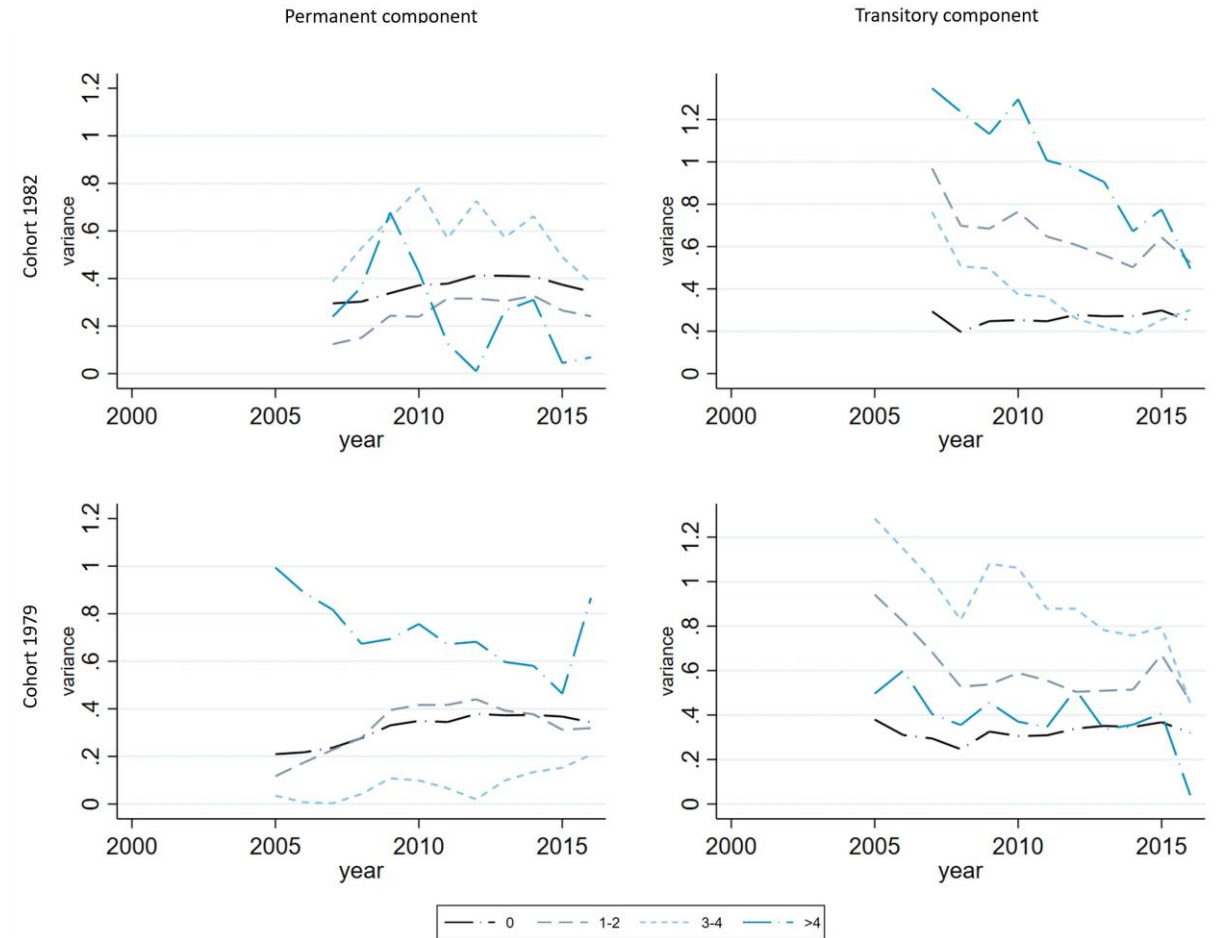 Permanent component
Transitory component
Cohort 1982
variance
0 .2 .4 .6 .8 1 1.2
2000 2005 2010 2015
year
variance
0 .2 .4 .6 .8 1 1.2
2000 2005 2010 2015
year
Cohort 1979
variance
0 .2 .4 .6 .8 1 1.2
2000 2005 2010 2015
year
variance
0 .2 .4 .6 .8 1 1.2
2000 2005 2010 2015
year
0 1-2 3-4 >4